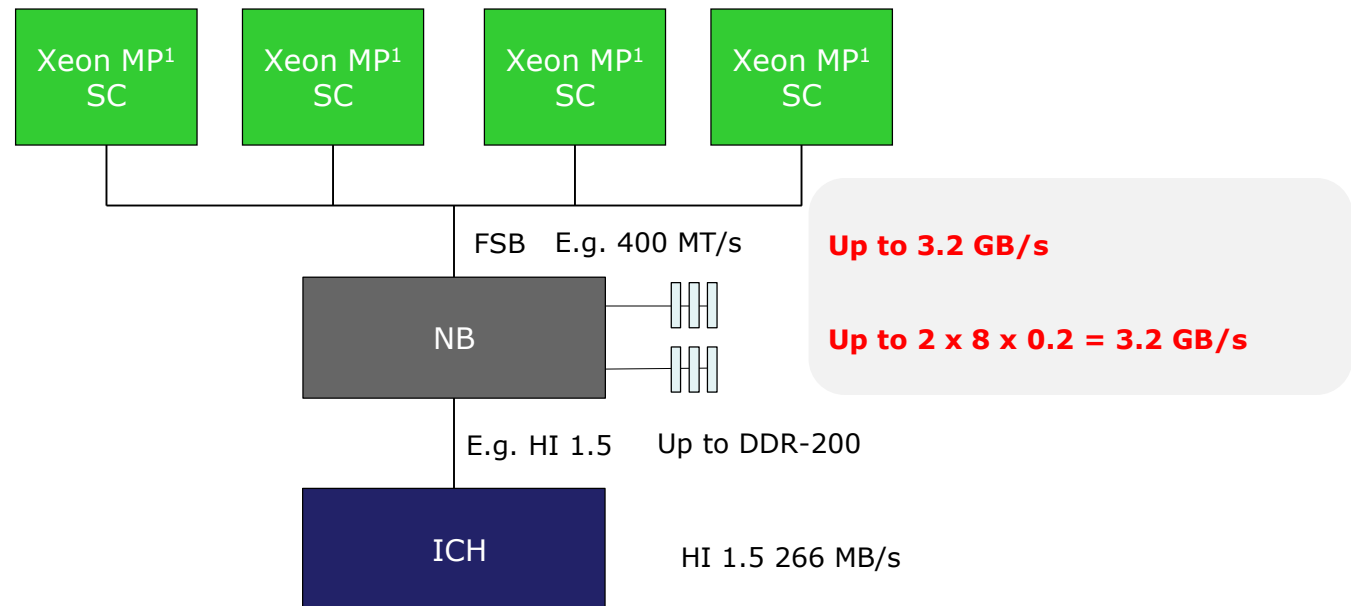 Xeon MP¹
SC
Xeon MP¹
SC
Xeon MP¹
SC
Xeon MP¹
SC
FSB E.g. 400 MT/s
Up to 3.2 GB/s
NB
Up to 2 x 8 x 0.2 = 3.2 GB/s
E.g. HI 1.5
Up to DDR-200
ICH
HI 1.5 266 MB/s